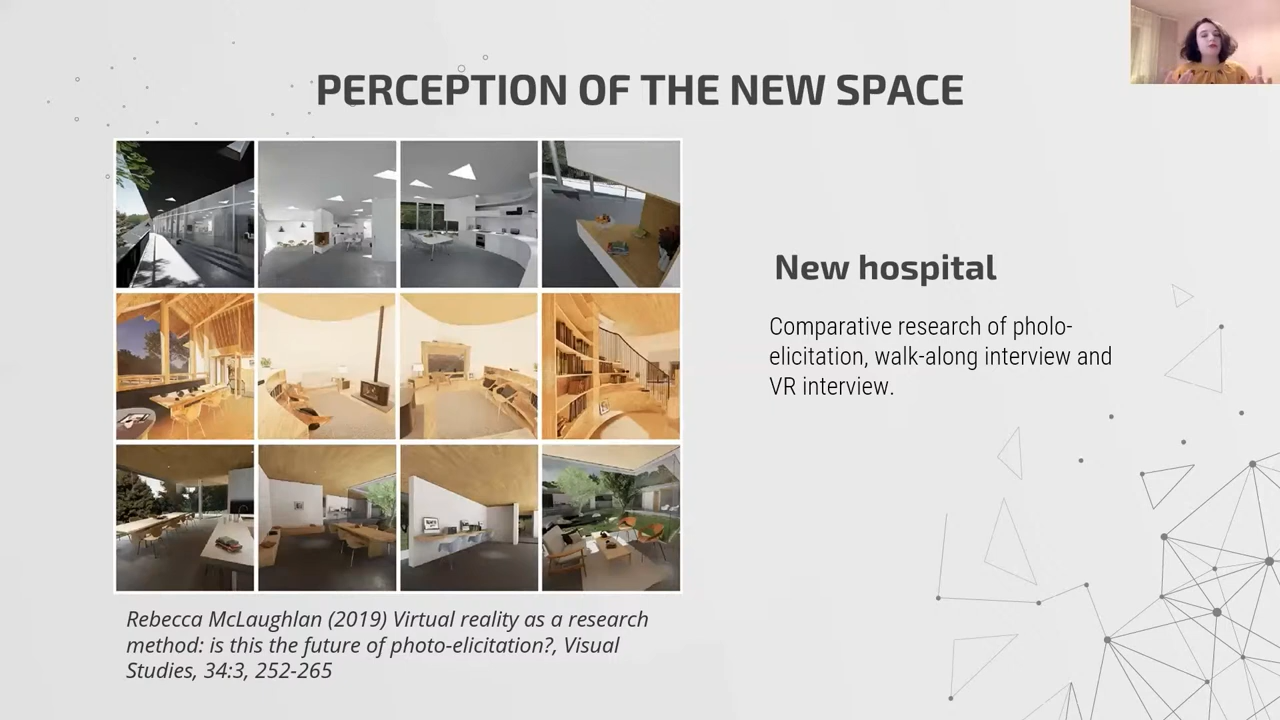 PERCEPTION OF THE NEW SPACE
New hospital
Comparative research of pholo-
elicitation, walk-along interview and
VR interview.
Rebecca McLaughlan (2019) Virtual reality as a research
method: is this the future of photo-elicitation?, Visual
Studies, 34:3, 252-265